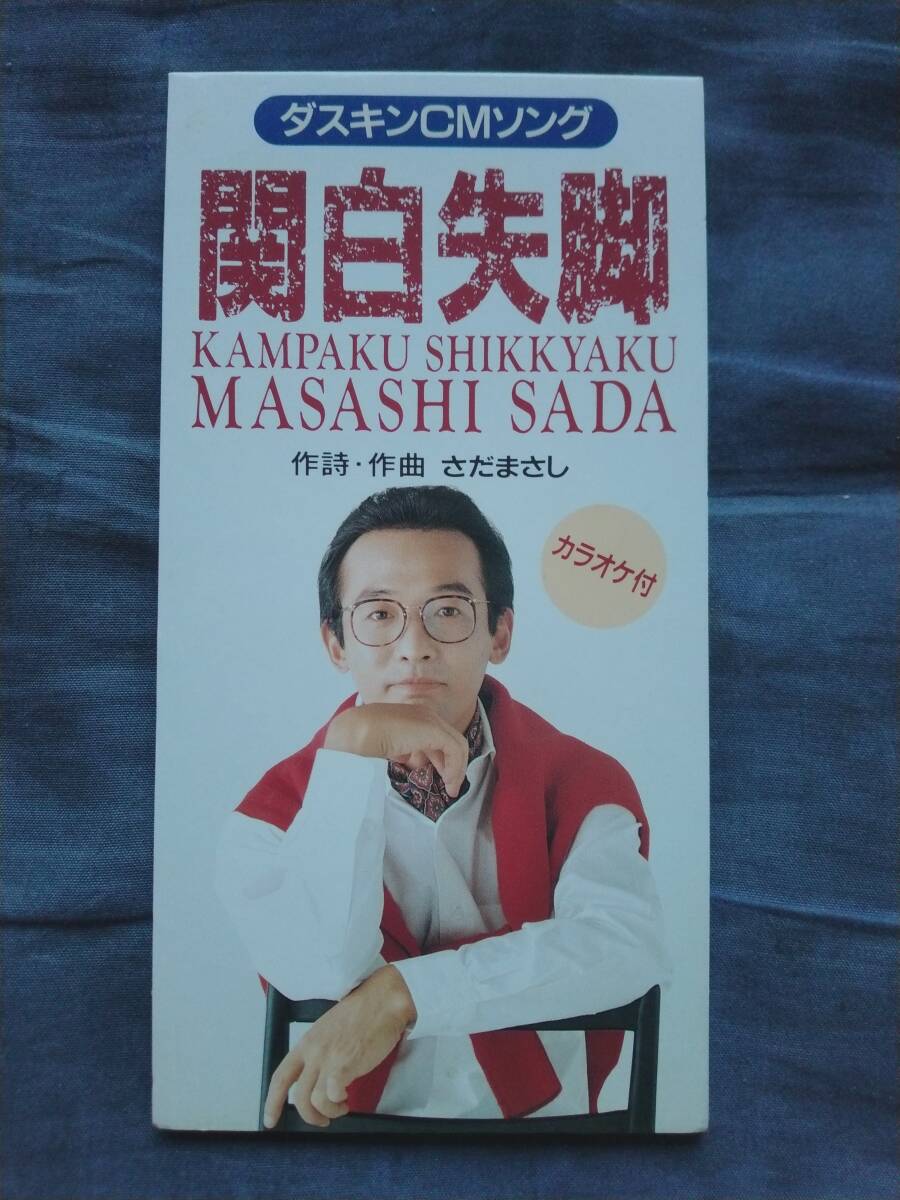 ダスキンCMソング
関白失脚
KAMPAKU SHIKKYAKU
MASASHI SADA
作詩・作曲 さだまさし
カラオケ付